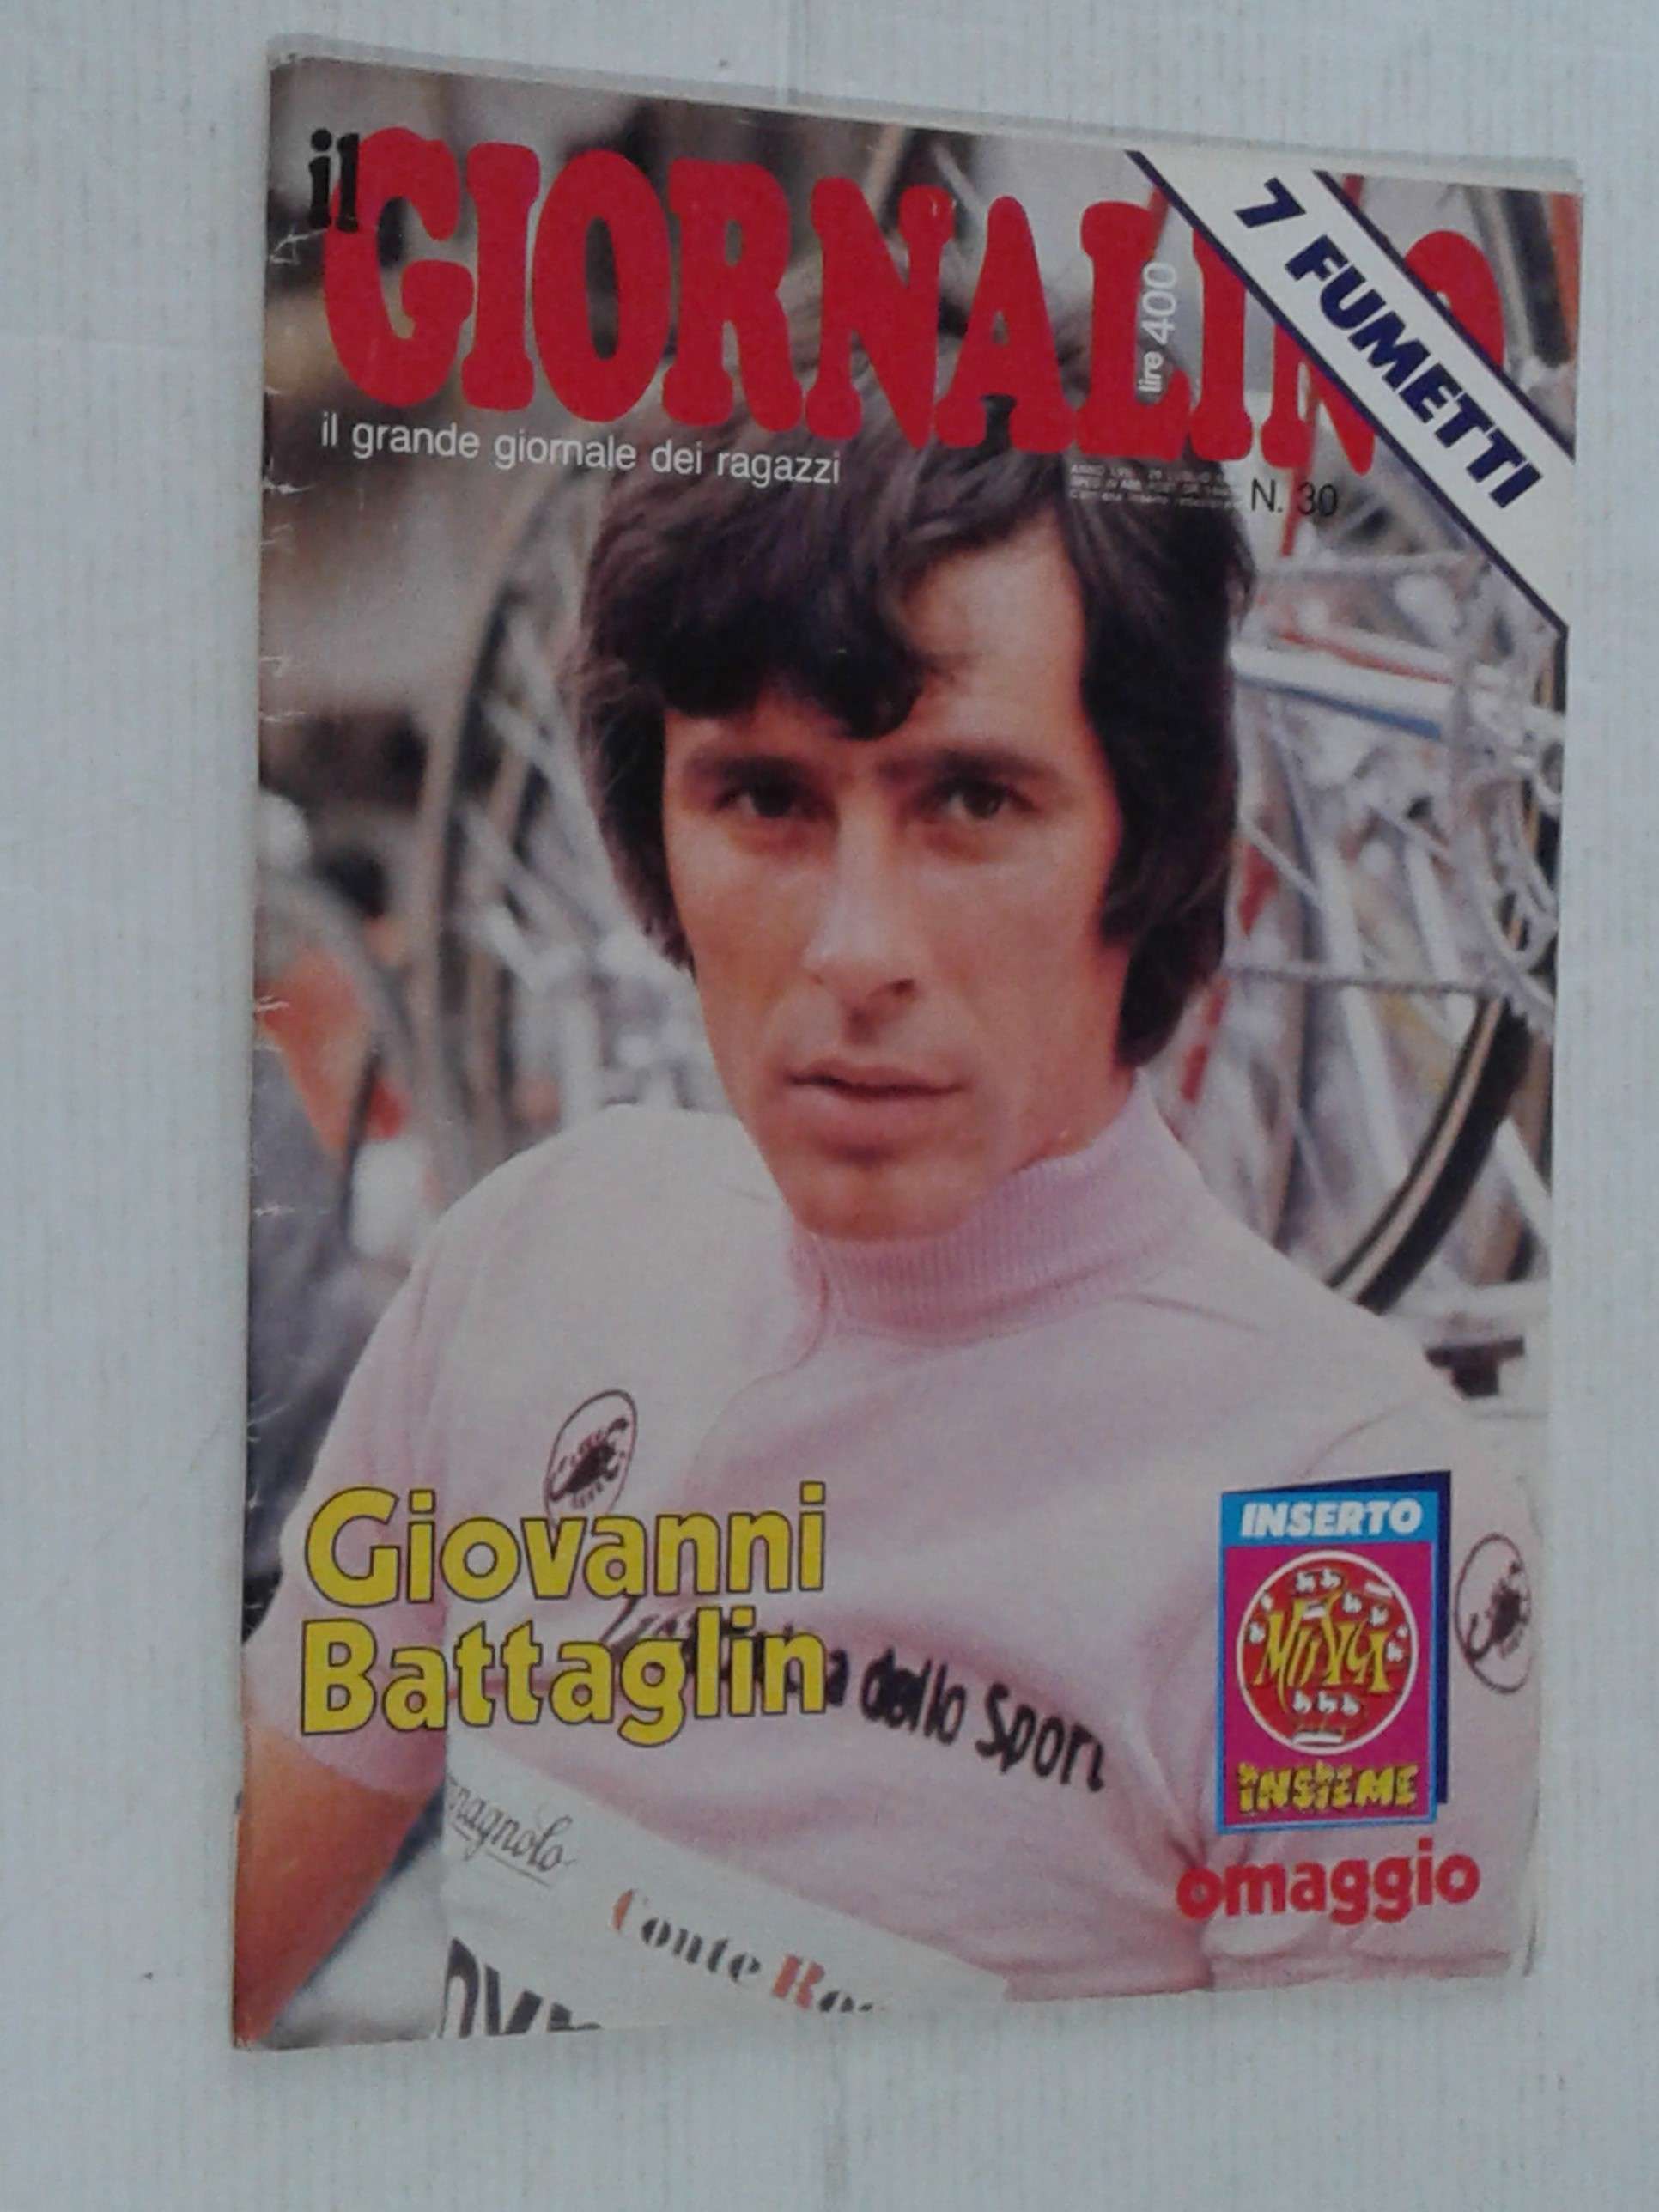 il GIORNALINO
lire 400
7 FUMETTI
il grande giornale dei ragazzi
N. 30
Giovanni
Battaglin
dello Sport
INSERTO
INSIEME
omaggio
Conte